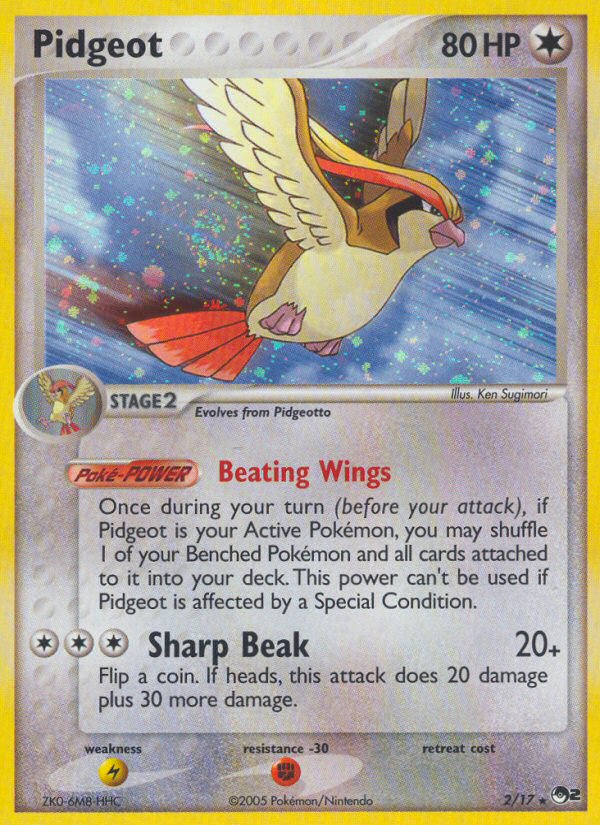 Pidgeot 80 HP
Illus. Ken Sugimori
STAGE2
Evolves from Pidgeotto
Poké-POWER Beating Wings
Once during your turn (before your attack), if
Pidgeot is your Active Pokémon, you may shuffle
1 of your Benched Pokémon and all cards attached
to it into your deck. This power can't be used if
Pidgeot is affected by a Special Condition.
Sharp Beak 20+
Flip a coin. If heads, this attack does 20 damage
plus 30 more damage.
weakness resistance -30 retreat cost
ZK0-6M8-HHC ©2005 Pokémon/Nintendo 2/17 ★ 2